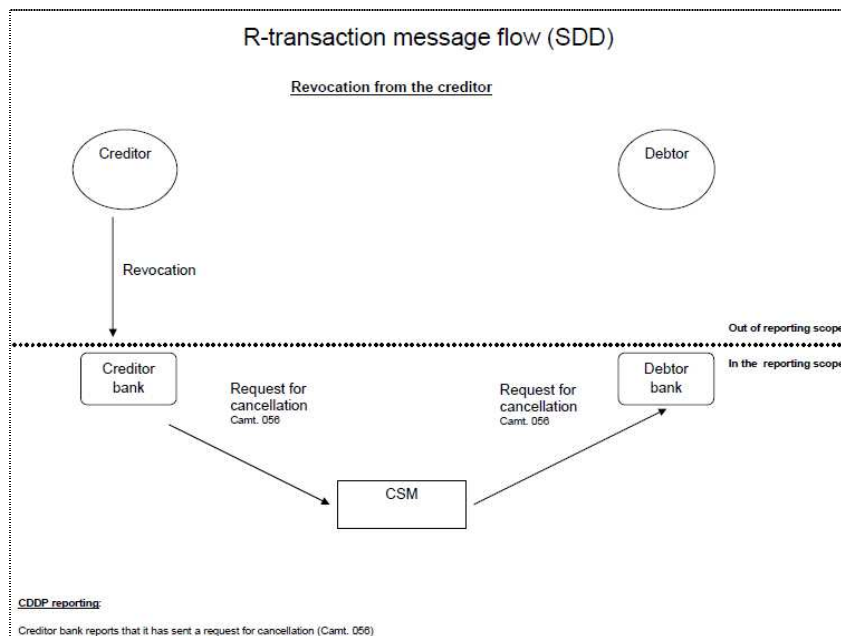 R-transaction message flow (SDD)
Revocation from the creditor
Creditor
Debtor
Revocation
Out of reporting scope
In the reporting scope
Creditor
bank
Debtor
bank
Request for
cancellation
Camt. 056
Request for
cancellation
Camt. 056
CSM
CDDP reporting:
Creditor bank reports that it has sent a request for cancellation (Camt. 056)